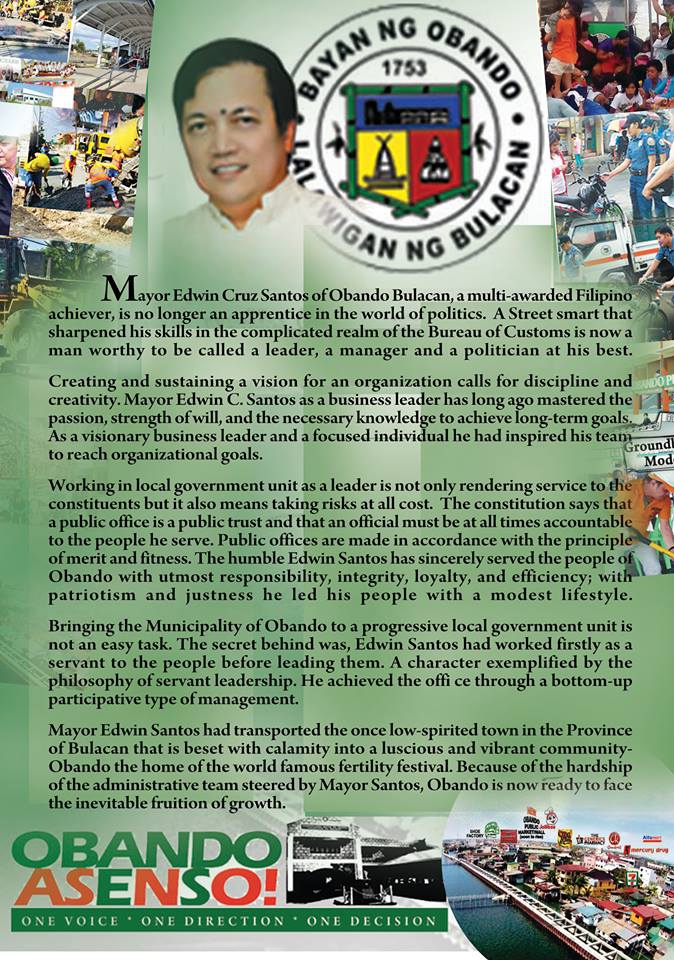 BAYAN NG OBANDO
1753
LALAWIGAN NG BULACAN
Mayor Edwin Cruz Santos of Obando Bulacan, a multi-awarded Filipino
achiever, is no longer an apprentice in the world of politics. A Street smart that
sharpened his skills in the complicated realm of the Bureau of Customs is now a
man worthy to be called a leader, a manager and a politician at his best.
Creating and sustaining a vision for an organization calls for discipline and
creativity. Mayor Edwin C. Santos as a business leader has long ago mastered the
passion, strength of will, and the necessary knowledge to achieve long-term goals.
As a visionary business leader and a focused individual he had inspired his team
to reach organizational goals.
Working in local government unit as a leader is not only rendering service to the
constituents but it also means taking risks at all cost. The constitution says that
a public office is a public trust and that an official must be at all times accountable
to the people he serve. Public offices are made in accordance with the principle
of merit and fitness. The humble Edwin Santos has sincerely served the people of
Obando with utmost responsibility, integrity, loyalty, and efficiency; with
patriotism and justness he led his people with a modest lifestyle.
Bringing the Municipality of Obando to a progressive local government unit is
not an easy task. The secret behind was, Edwin Santos had worked firstly as a
servant to the people before leading them. A character exemplified by the
philosophy of servant leadership. He achieved the offi ce through a bottom-up
participative type of management.
Mayor Edwin Santos had transported the once low-spirited town in the Province
of Bulacan that is beset with calamity into a luscious and vibrant community-
Obando the home of the world famous fertility festival. Because of the hardship
of the administrative team steered by Mayor Santos, Obando is now ready to face
the inevitable fruition of growth.
Groundb
Mode
OBANDO
ASENSO!
ONE VOICE * ONE DIRECTION * ONE DECISION
SHOE
FACTORY
OBANDO
PUBLIC
MARKET/MALL
Jollibee
THE
GENERICS
PHARMACY
Alfamart
mercury drug
7